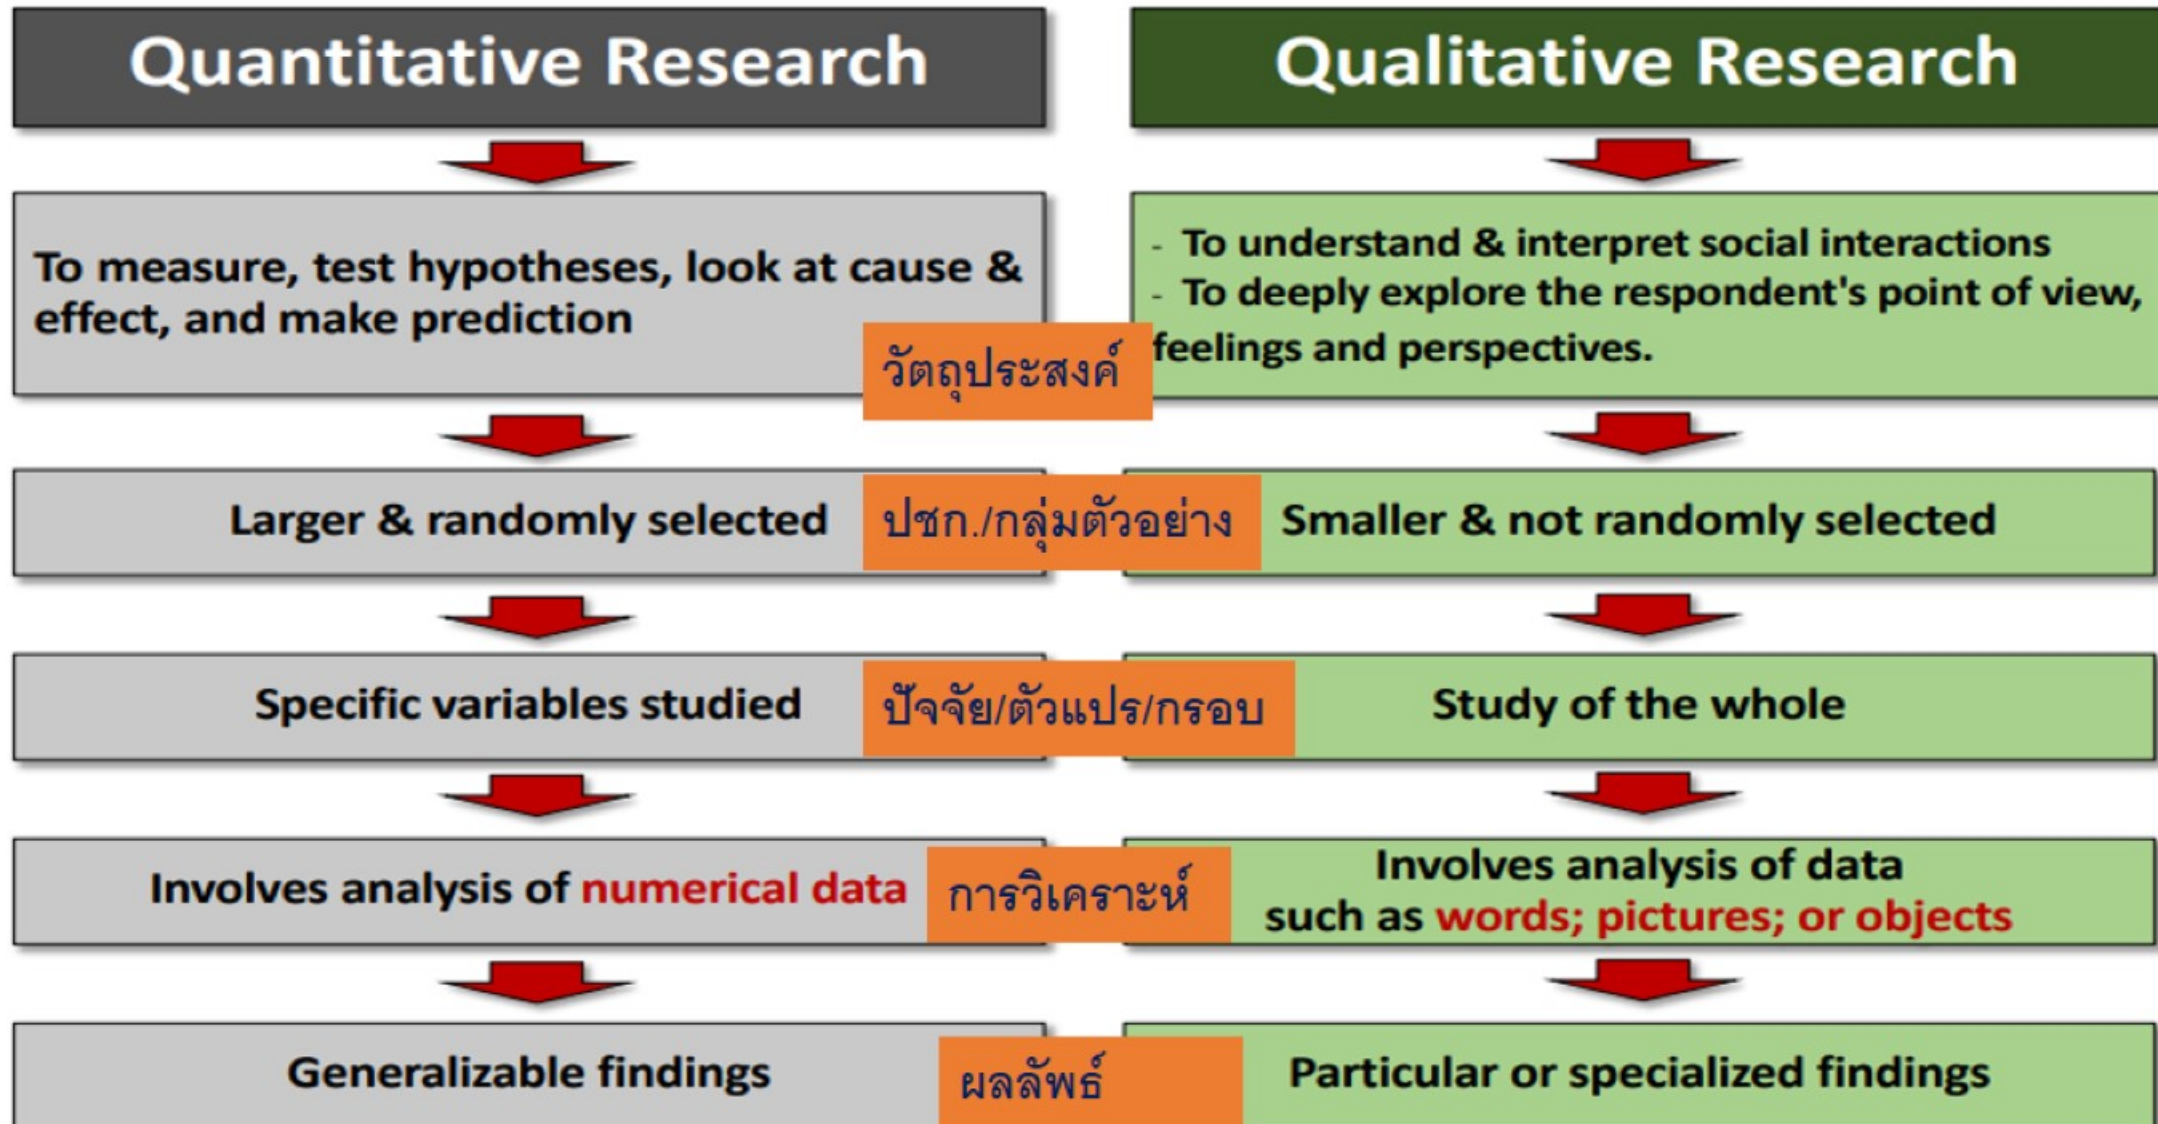 Quantitative Research
Qualitative Research
To measure, test hypotheses, look at cause &
effect, and make prediction
วัตถุประสงค์
- To understand & interpret social interactions
- To deeply explore the respondent's point of view,
feelings and perspectives.
Larger & randomly selected
ปชก./กลุ่มตัวอย่าง
Smaller & not randomly selected
Specific variables studied
ปัจจัย/ตัวแปร/กรอบ
Study of the whole
Involves analysis of numerical data
การวิเคราะห์
Involves analysis of data
such as words; pictures; or objects
Generalizable findings
ผลลัพธ์
Particular or specialized findings